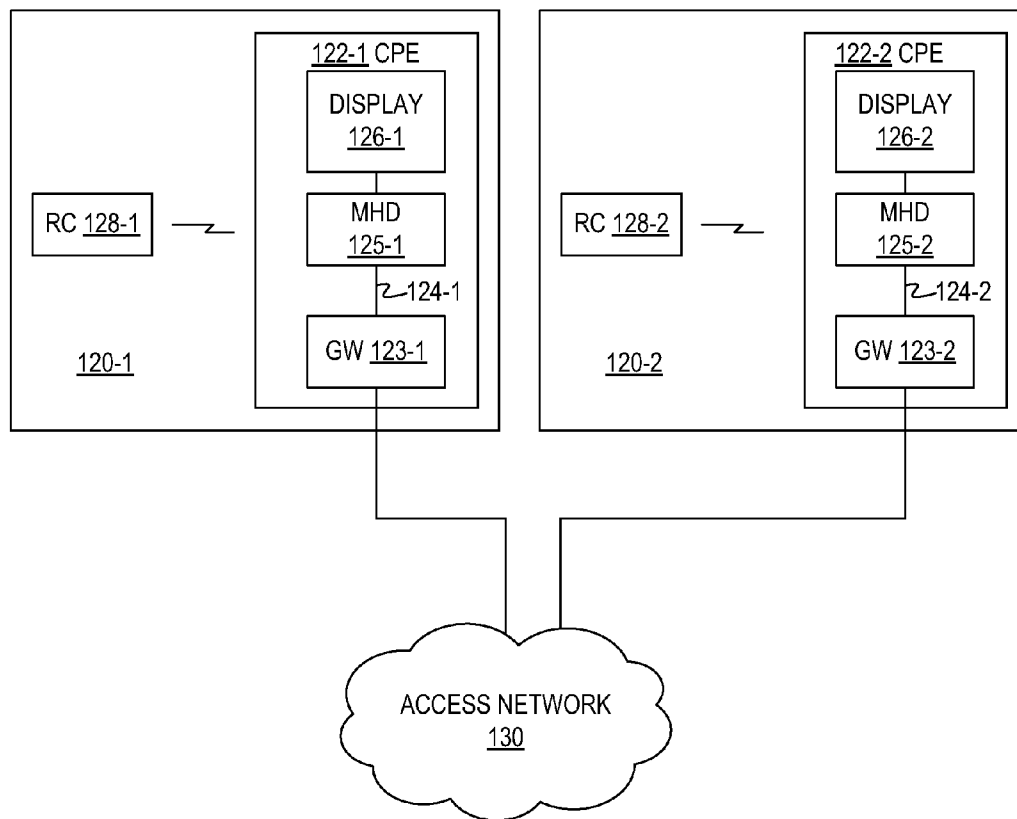 122-1 CPE
DISPLAY
126-1
RC 128-1
MHD
125-1
124-1
GW 123-1
120-1
122-2 CPE
DISPLAY
126-2
RC 128-2
MHD
125-2
124-2
GW 123-2
120-2
ACCESS NETWORK
130